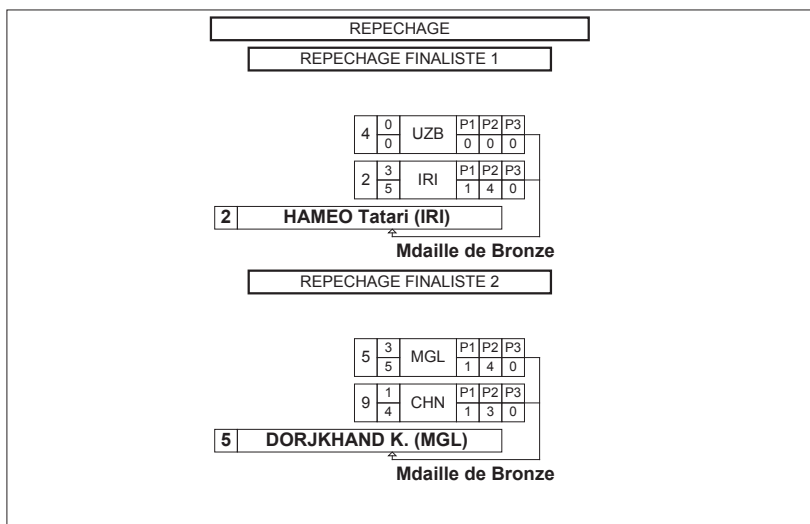 REPECHAGE
REPECHAGE FINALISTE 1
4 0 UZB P1 P2 P3
0 0 0 0
2 3 IRI P1 P2 P3
5 1 4 0
2 HAMEO Tatari (IRI)
Mdaille de Bronze
REPECHAGE FINALISTE 2
5 3 MGL P1 P2 P3
5 1 4 0
9 1 CHN P1 P2 P3
4 1 3 0
5 DORJKHAND K. (MGL)
Mdaille de Bronze